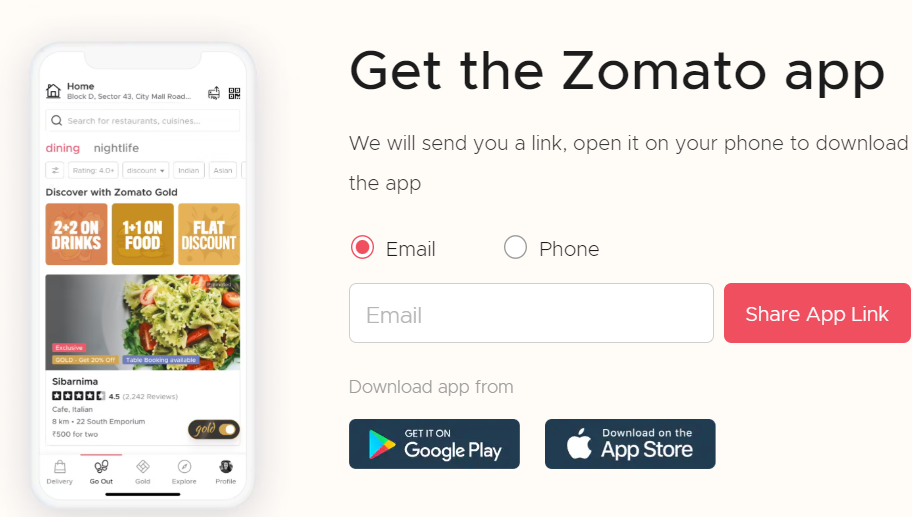 Get the Zomato app
We will send you a link, open it on your phone to download
the app
Email
Phone
Email
Share App Link
Download app from
GET IT ON
Google Play
Download on the
App Store
Home
Block D, Sector 43, City Mall Road...
Search for restaurants, cuisines...
dining nightlife
Rating: 4.0+ discount Indian Asian
Discover with Zomato Gold
2+2 ON
DRINKS
1+1 ON
FOOD
FLAT
DISCOUNT
Promoted
Exclusive
GOLD - Get 20% Off
Table Booking available
Sibarnima
4.5 (2,242 Reviews)
Cafe, Italian
8 km • 22 South Emporium
₹500 for two
gold
Delivery Go Out Gold Explore Profile